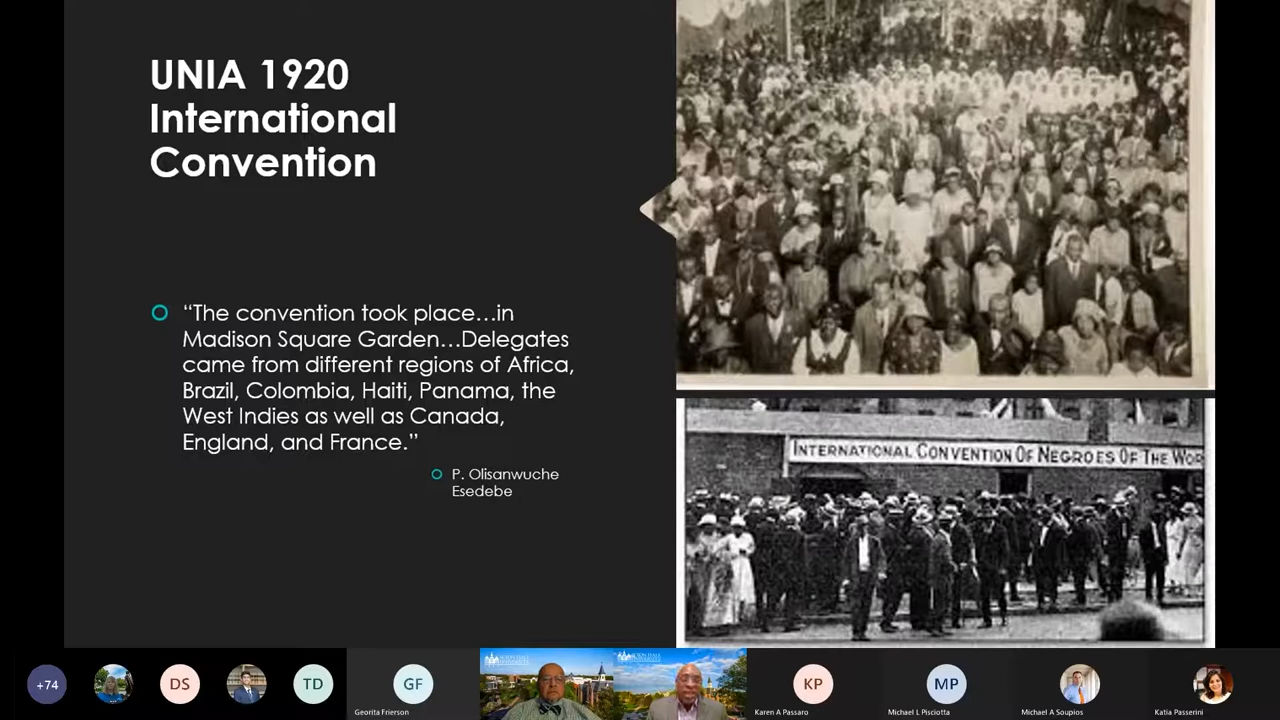 UNIA 1920
International
Convention
“The convention took place…in
Madison Square Garden…Delegates
came from different regions of Africa,
Brazil, Colombia, Haiti, Panama, the
West Indies as well as Canada,
England, and France.”
P. Olisanwuche
Esedebe
INTERNATIONAL CONVENTION OF NEGROES OF THE WOR
+74
DS
TD
GF
Georita Frierson
KP
Karen A Passaro
MP
Michael L Pisciotta
Michael A Soupios
Katia Passerini